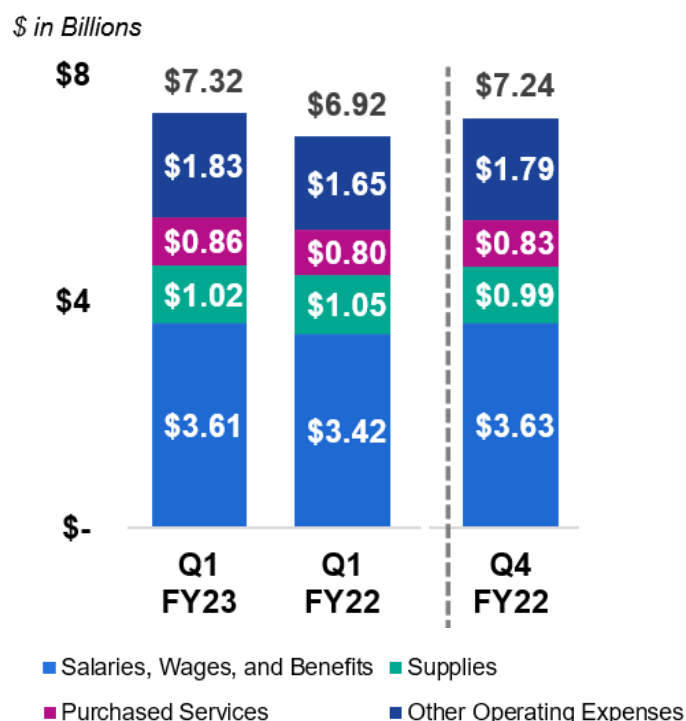 $ in Billions
$8
$7.32
$6.92
$7.24
$1.83
$1.65
$1.79
$0.86
$0.80
$0.83
$4
$1.02
$1.05
$0.99
$3.61
$3.42
$3.63
$-
Q1 FY23
Q1 FY22
Q4 FY22
Salaries, Wages, and Benefits
Supplies
Purchased Services
Other Operating Expenses